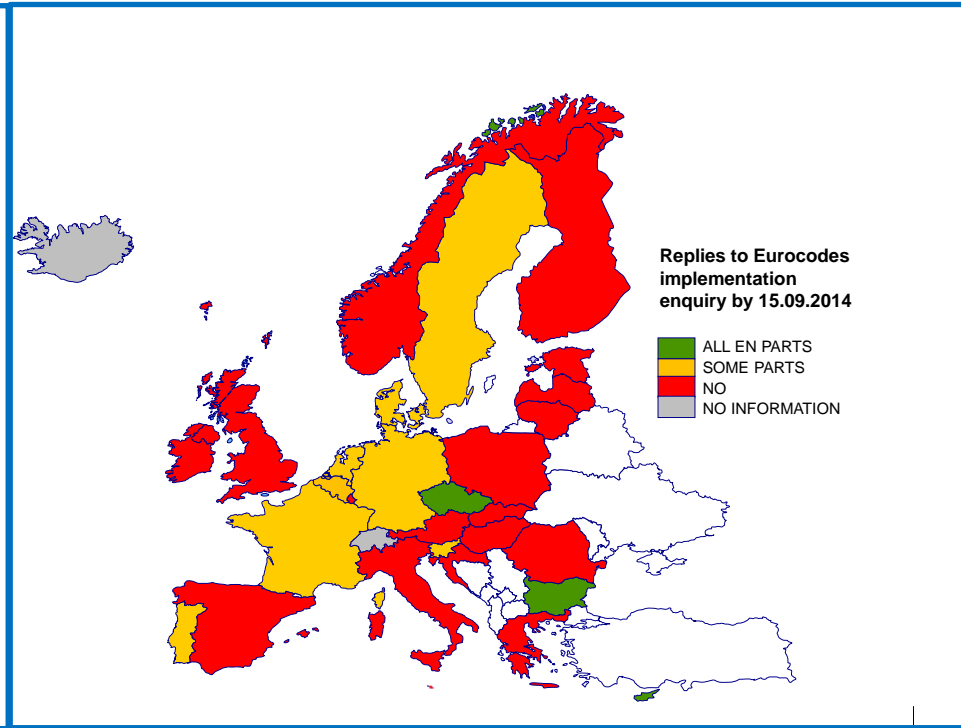 Replies to Eurocodes
implementation
enquiry by 15.09.2014
ALL EN PARTS
SOME PARTS
NO
NO INFORMATION